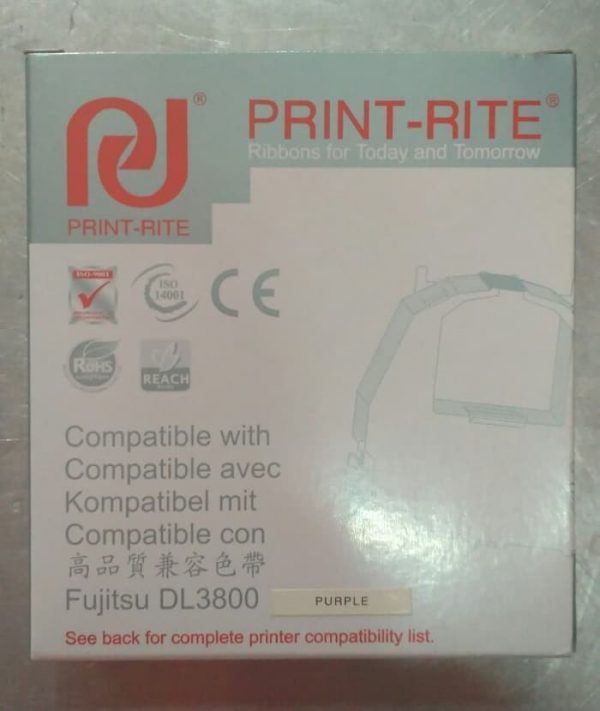 PRINT-RITE®
Ribbons for Today and Tomorrow
®
PRINT-RITE
ISO-9001
ISO
14001
CE
RoHS
REACH
Compatible with
Compatible avec
Kompatibel mit
Compatible con
高品質兼容色帶
Fujitsu DL3800
PURPLE
See back for complete printer compatibility list.